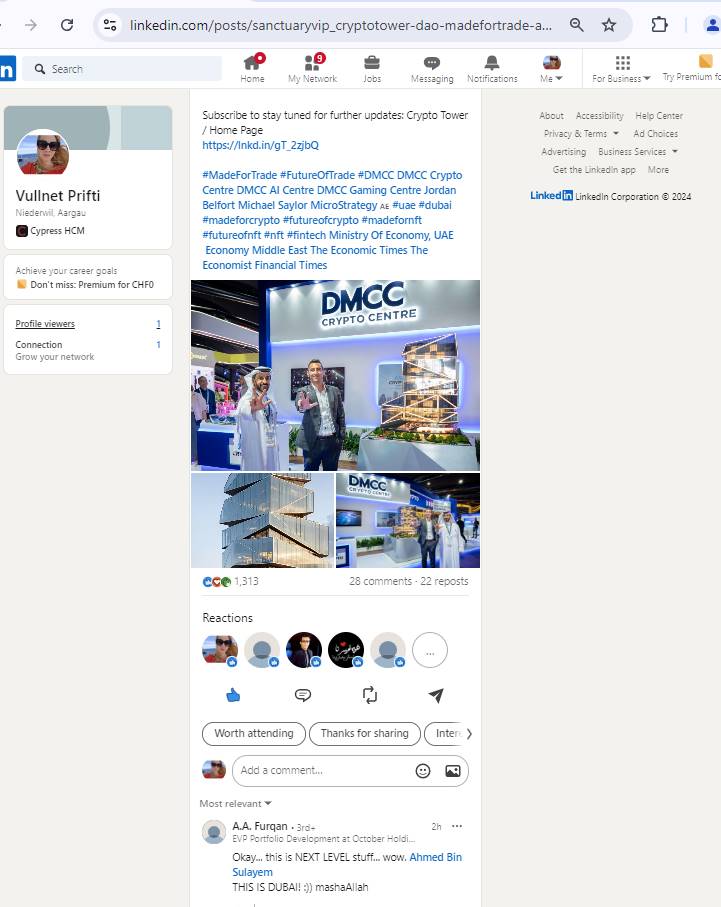 linkedin.com/posts/sanctuaryvip_cryptotower-dao-madefortrade-a...
Search
9
Home
My Network
Jobs
Messaging
Notifications
Me
For Business
Try Premium fo
Vullnet Prifti
Niederwil, Aargau
Cypress HCM
Achieve your career goals
Don't miss: Premium for CHF0
Profile viewers 1
Connection 1
Grow your network
Subscribe to stay tuned for further updates: Crypto Tower
/ Home Page
https://lnkd.in/gT_2zjbQ
#MadeForTrade #FutureOfTrade #DMCC DMCC Crypto
Centre DMCC AI Centre DMCC Gaming Centre Jordan
Belfort Michael Saylor MicroStrategy AE #uae #dubai
#madeforcrypto #futureofcrypto #madefornft
#futureofnft #nft #fintech Ministry Of Economy, UAE
Economy Middle East The Economic Times The
Economist Financial Times
DMCC
CRYPTO CENTRE
DMCC
CRYPTO CENTRE
1,313 28 comments · 22 reposts
Reactions
...
Worth attending
Thanks for sharing
Intere
Add a comment...
Most relevant
A.A. Furqan · 3rd+ 2h
EVP Portfolio Development at October Holdi...
Okay... this is NEXT LEVEL stuff... wow. Ahmed Bin
Sulayem
THIS IS DUBAI! :)) mashaAllah
About Accessibility Help Center
Privacy & Terms Ad Choices
Advertising Business Services
Get the LinkedIn app More
LinkedIn LinkedIn Corporation © 2024